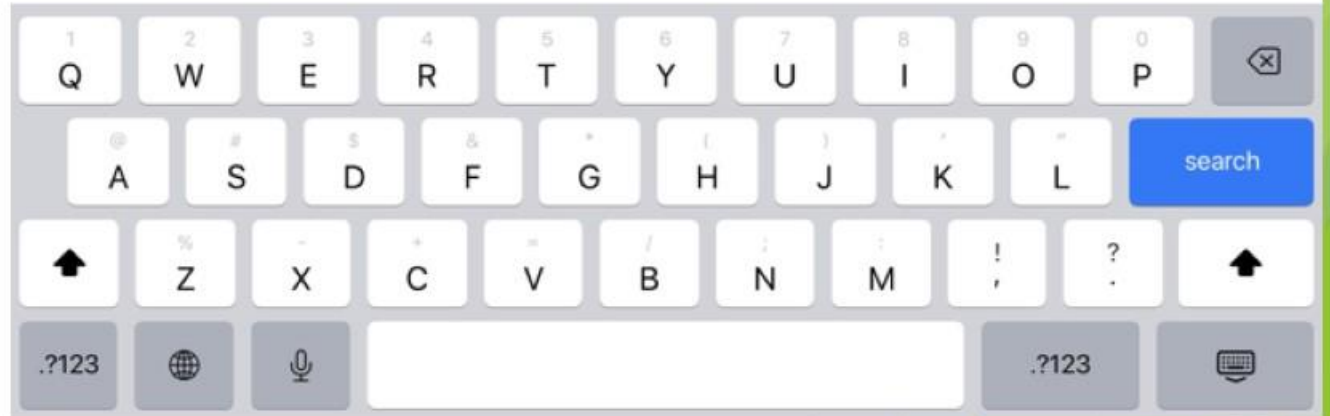 1 2 3 4 5 6 7 8 9 0
Q W E R T Y U I O P
@ # $ & * ( ) ' "
A S D F G H J K L search
% - + = / ; : ! ?
Z X C V B N M , .
.?123 .?123